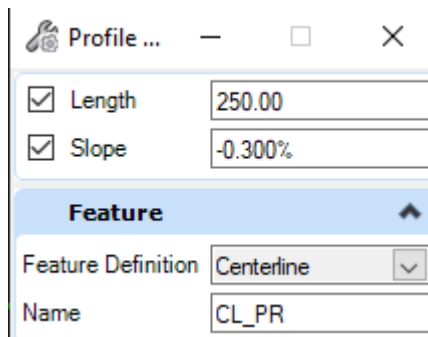 Profile ...
Length 250.00
Slope -0.300%
Feature
Feature Definition Centerline
Name CL_PR